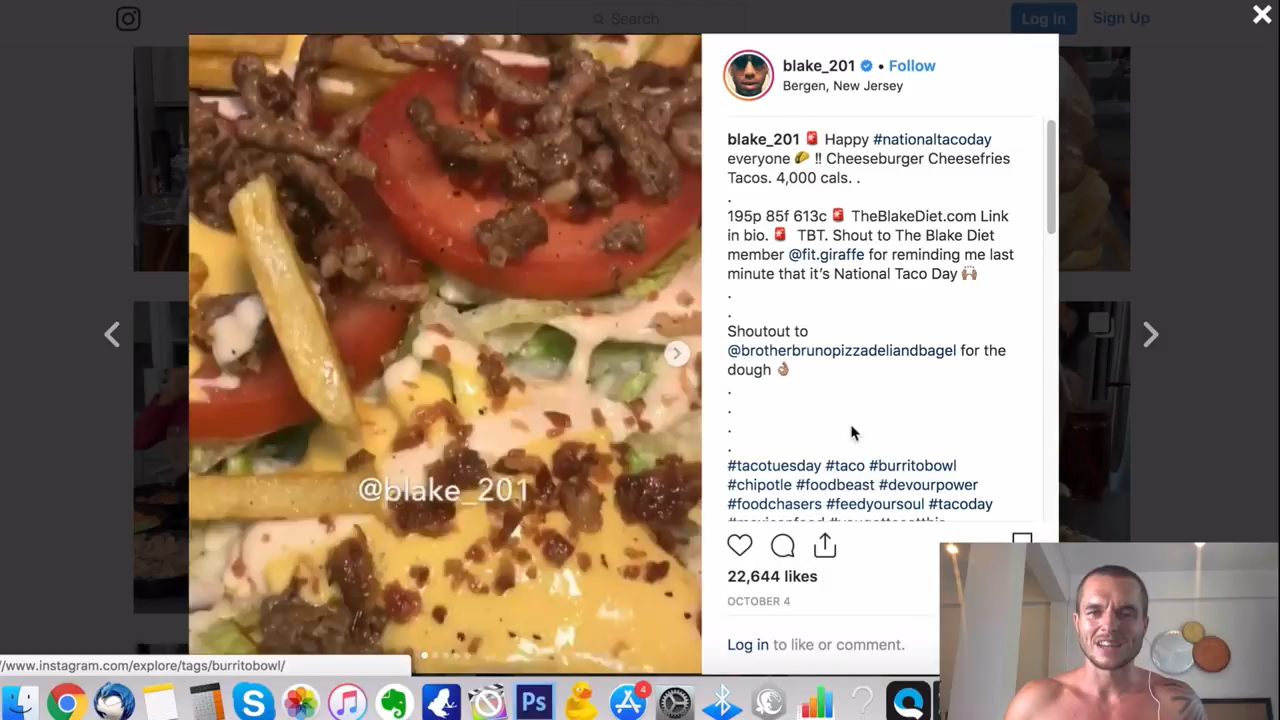 Search
Log In
Sign Up
blake_201 • Follow
Bergen, New Jersey
blake_201 🚨 Happy #nationaltacoday
everyone 🌮 ‼ Cheeseburger Cheesefries
Tacos. 4,000 cals. .
.
195p 85f 613c 🚨 TheBlakeDiet.com Link
in bio. 🚨 TBT. Shout to The Blake Diet
member @fit.giraffe for reminding me last
minute that it's National Taco Day 🙌🏽
.
.
Shoutout to
@brotherbrunopizzadeliandbagel for the
dough 👌🏽
.
.
.
.
#tacotuesday #taco #burritobowl
#chipotle #foodbeast #devourpower
#foodchasers #feedyoursoul #tacoday
@blake_201
22,644 likes
OCTOBER 4
Log in to like or comment.
//www.instagram.com/explore/tags/burritobowl/
Ps
4